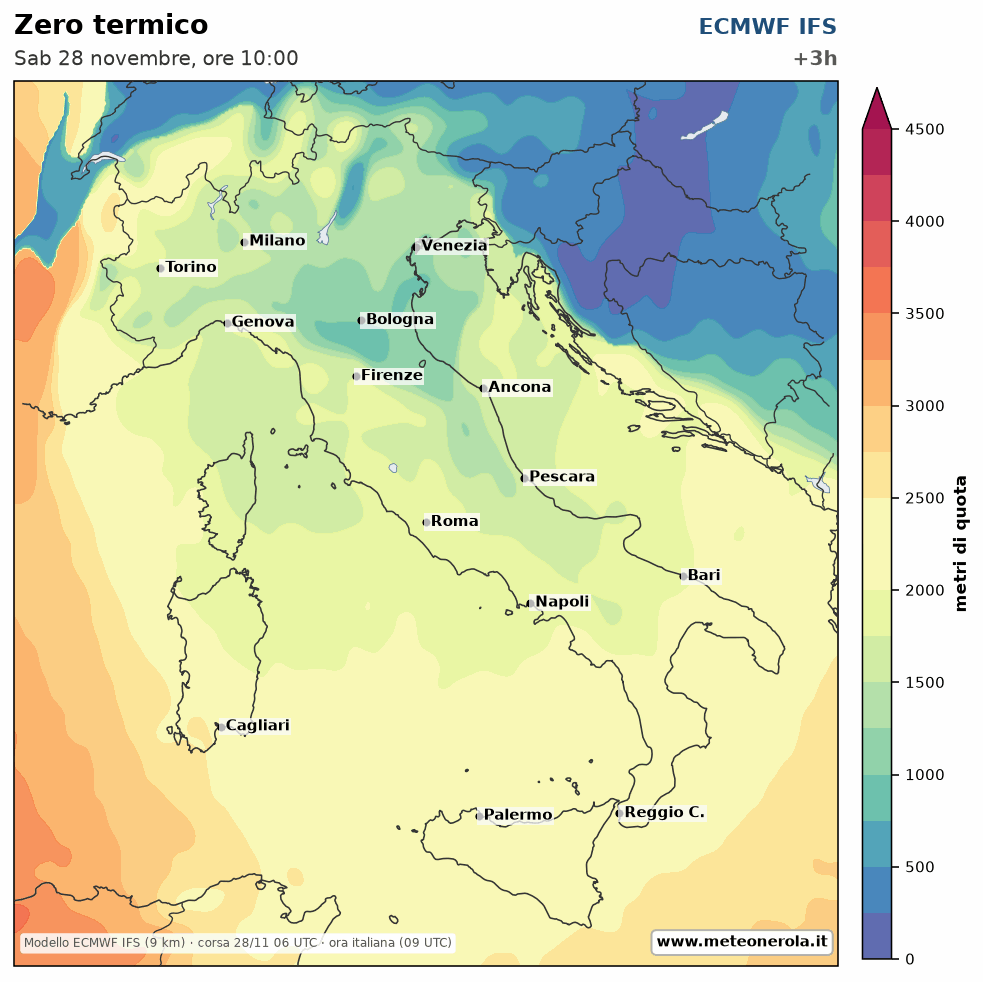 Zero termico
ECMWF IFS
Sab 28 novembre, ore 10:00
+3h
4500
4000
3500
3000
2500
2000
1500
1000
500
0
metri di quota
Milano
Venezia
Torino
Genova
Bologna
Firenze
Ancona
Pescara
Roma
Bari
Napoli
Cagliari
Palermo
Reggio C.
Modello ECMWF IFS (9 km) · corsa 28/11 06 UTC · ora italiana (09 UTC)
www.meteonerola.it